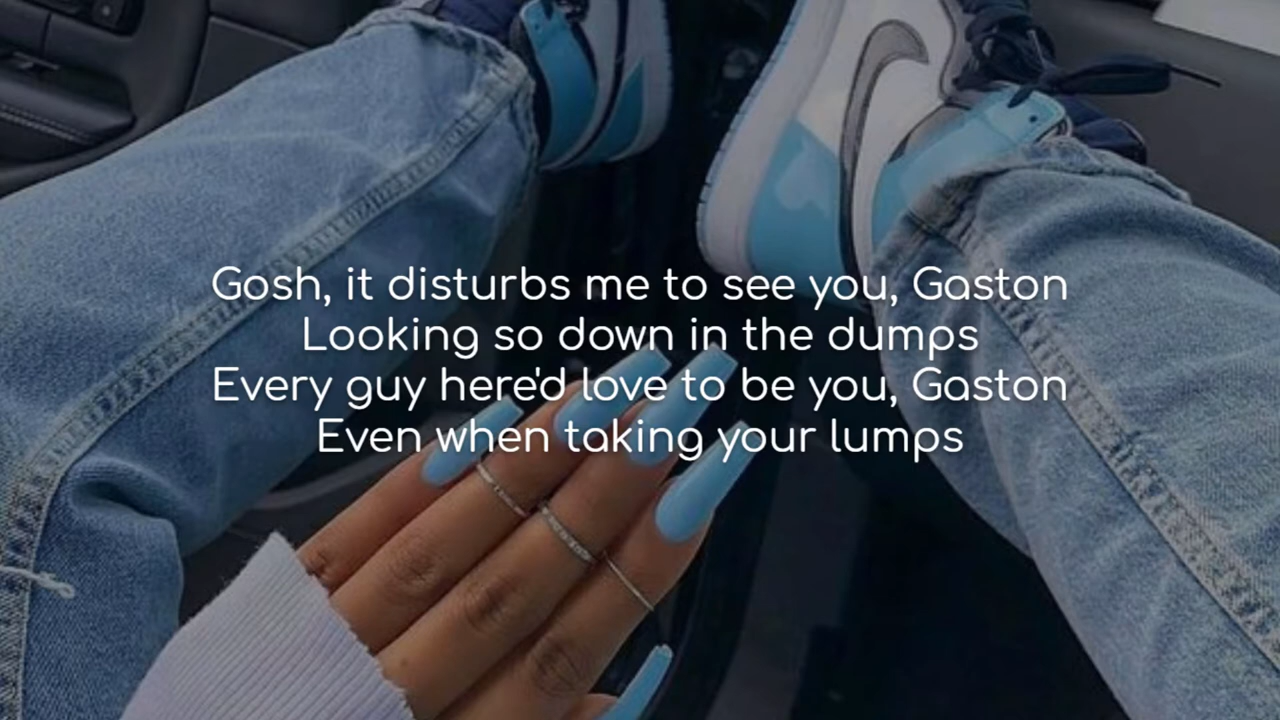 Gosh, it disturbs me to see you, Gaston
Looking so down in the dumps
Every guy here'd love to be you, Gaston
Even when taking your lumps